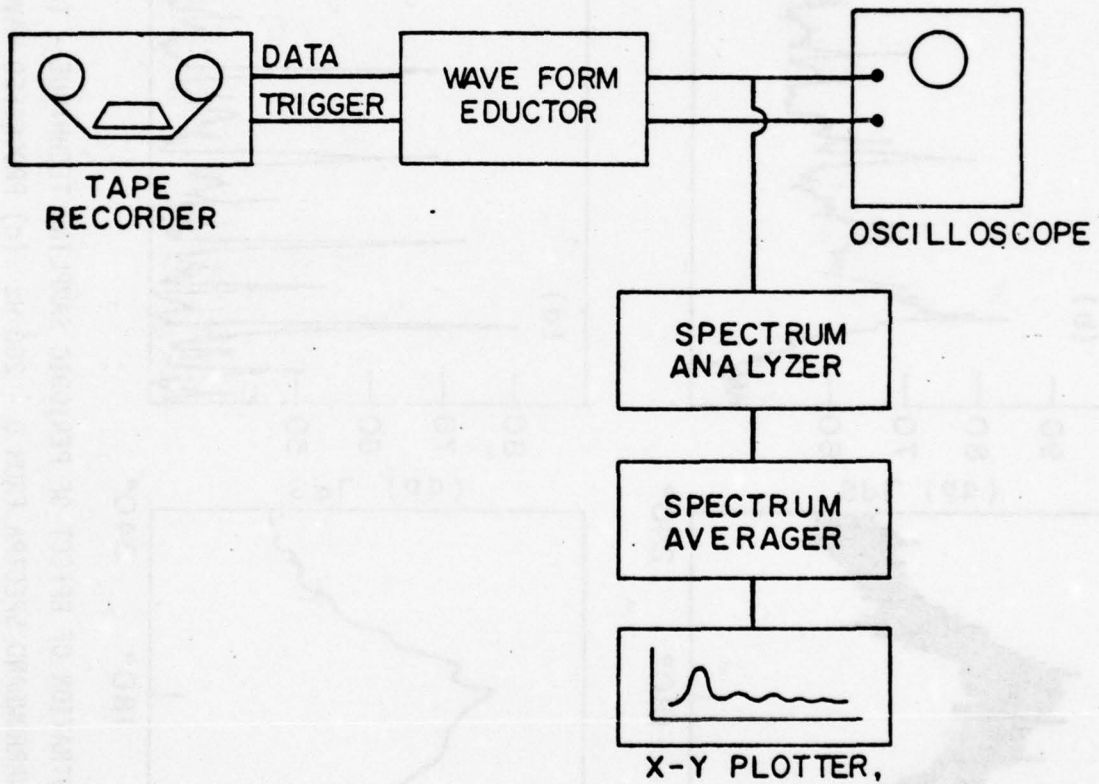 DATA
TRIGGER
TAPE
RECORDER
WAVE FORM
EDUCTOR
OSCILLOSCOPE
SPECTRUM
ANALYZER
SPECTRUM
AVERAGER
X-Y PLOTTER,